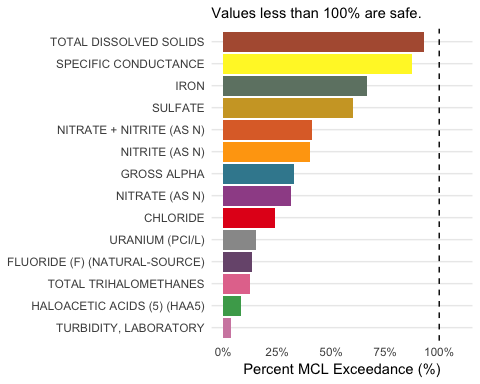 Values less than 100% are safe.
TOTAL DISSOLVED SOLIDS
SPECIFIC CONDUCTANCE
IRON
SULFATE
NITRATE + NITRITE (AS N)
NITRITE (AS N)
GROSS ALPHA
NITRATE (AS N)
CHLORIDE
URANIUM (PCI/L)
FLUORIDE (F) (NATURAL-SOURCE)
TOTAL TRIHALOMETHANES
HALOACETIC ACIDS (5) (HAA5)
TURBIDITY, LABORATORY
0% 25% 50% 75% 100%
Percent MCL Exceedance (%)